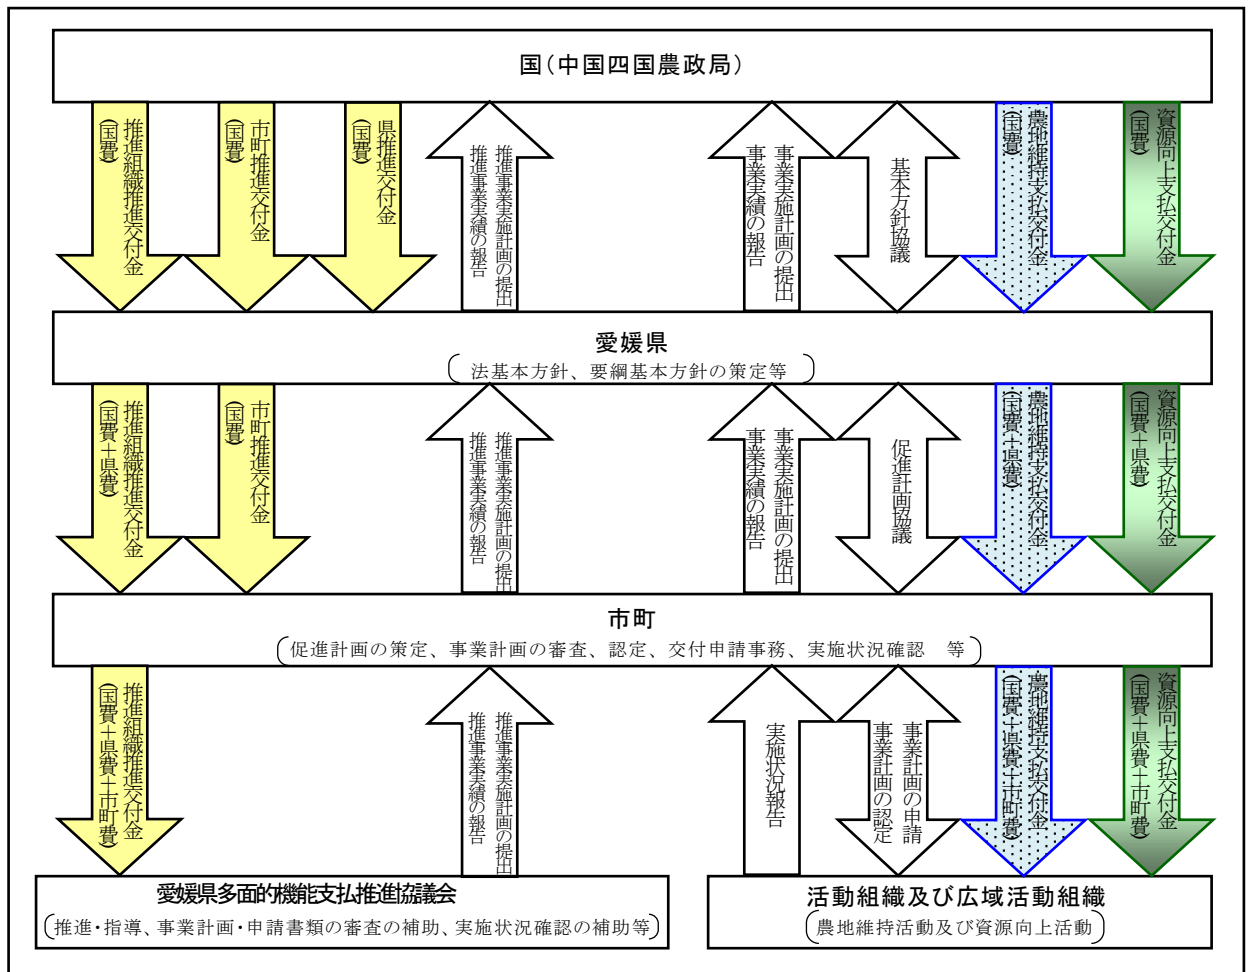 国（中国四国農政局）
推進組織推進交付金
（国費）
市町推進交付金
（国費）
県推進交付金
（国費）
推進事業実施計画の提出
推進事業実績の報告
事業実施計画の提出
事業実績の報告
基本方針協議
農地維持支払交付金
（国費）
資源向上支払交付金
（国費）
愛媛県
法基本方針、要綱基本方針の策定等
推進組織推進交付金
（国費＋県費）
市町推進交付金
（国費）
推進事業実施計画の提出
推進事業実績の報告
事業実施計画の提出
事業実績の報告
促進計画協議
農地維持支払交付金
（国費＋県費）
資源向上支払交付金
（国費＋県費）
市町
促進計画の策定、事業計画の審査、認定、交付申請事務、実施状況確認　等
推進組織推進交付金
（国費＋県費＋市町費）
推進事業実施計画の提出
推進事業実績の報告
実施状況報告
事業計画の申請
事業計画の認定
農地維持支払交付金
（国費＋県費＋市町費）
資源向上支払交付金
（国費＋県費＋市町費）
愛媛県多面的機能支払推進協議会
推進・指導、事業計画・申請書類の審査の補助、実施状況確認の補助等
活動組織及び広域活動組織
農地維持活動及び資源向上活動